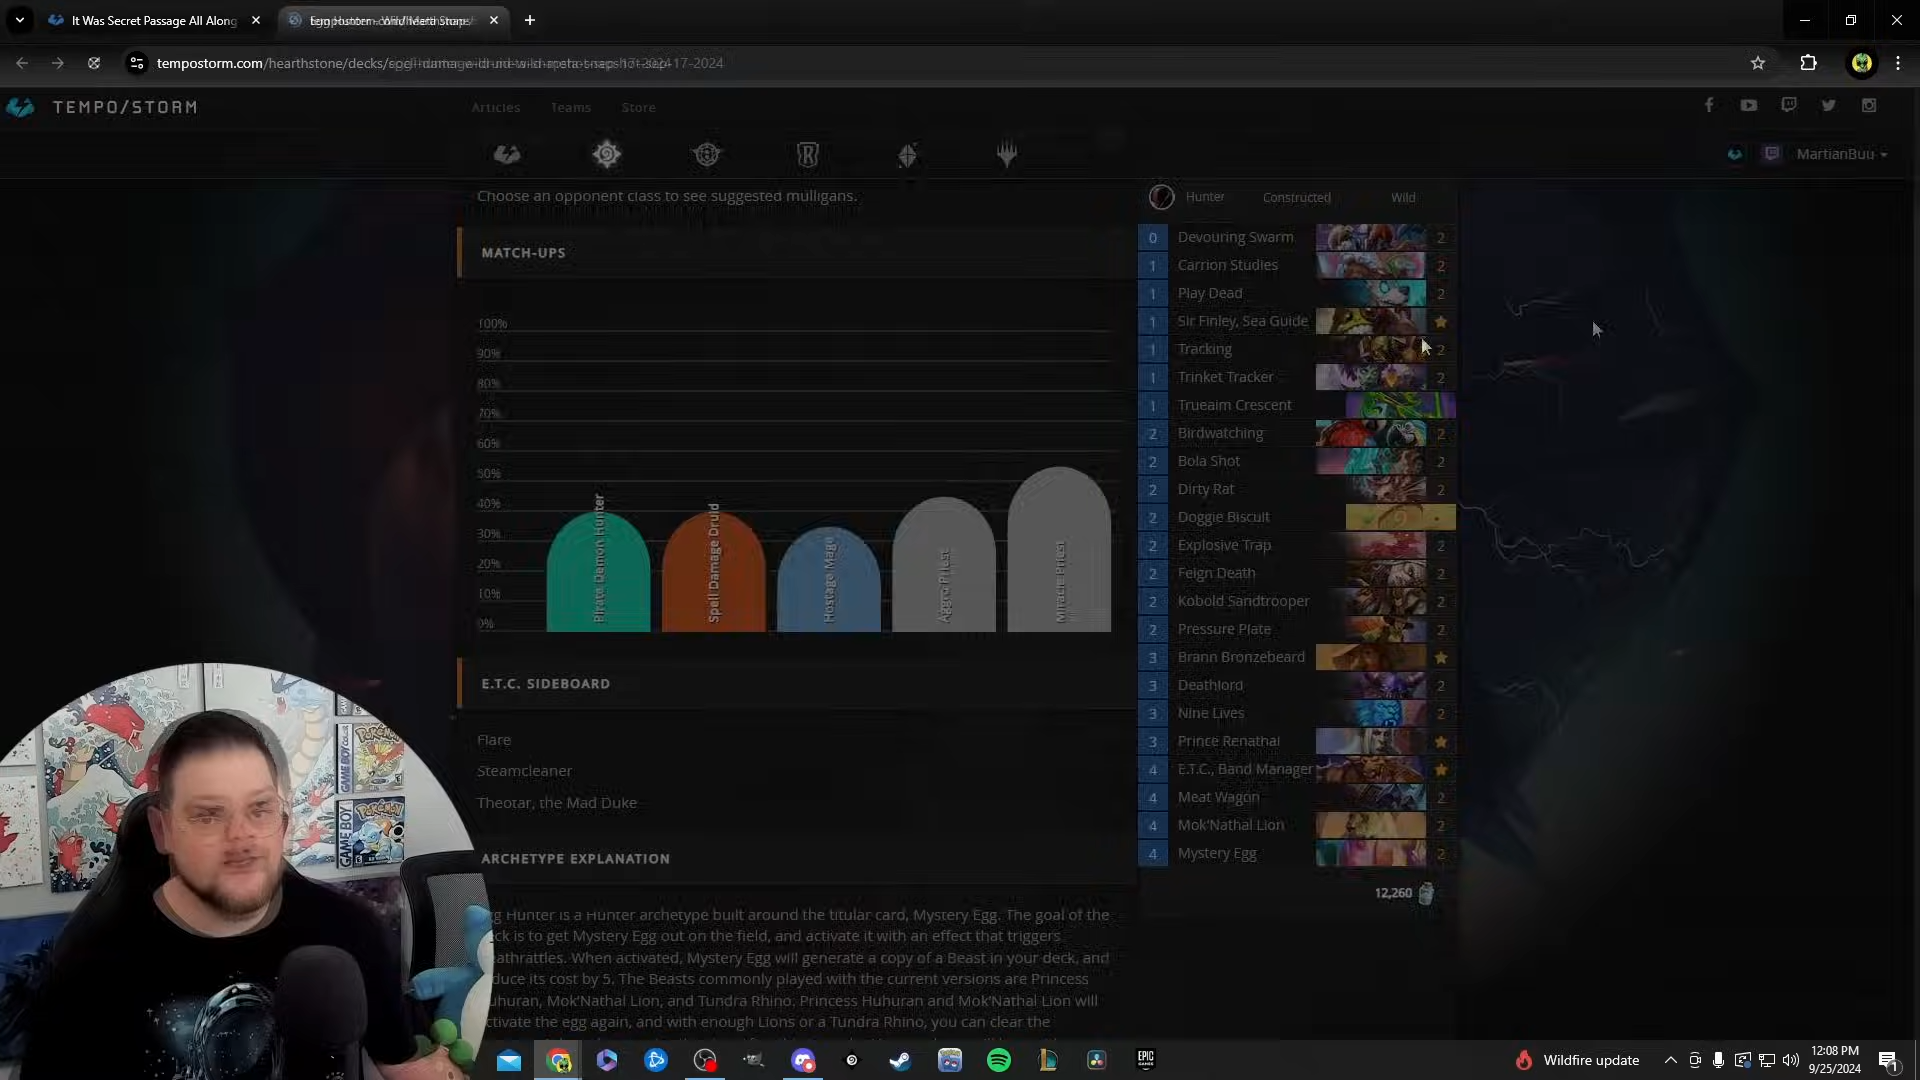 It Was Secret Passage All Along
tempostorm.com/hearthstone/decks/
TEMPO/STORM
Articles
Teams
Store
MartianBuu
Choose an opponent class to see suggested mulligans.
Hunter
Constructed
Wild
MATCH-UPS
100%
90%
80%
70%
60%
50%
40%
30%
20%
10%
0%
Pirate Demon Hunter
Spell Damage Druid
Hostage Mage
Aggro Priest
Miracle Priest
0 Devouring Swarm 2
1 Carrion Studies 2
1 Play Dead 2
1 Sir Finley, Sea Guide
1 Tracking 2
1 Trinket Tracker 2
1 Trueaim Crescent
2 Birdwatching 2
2 Bola Shot 2
2 Dirty Rat 2
2 Doggie Biscuit
2 Explosive Trap 2
2 Feign Death 2
2 Kobold Sandtrooper 2
2 Pressure Plate 2
3 Brann Bronzebeard
3 Deathlord 2
3 Nine Lives 2
3 Prince Renathal
4 E.T.C., Band Manager
4 Meat Wagon 2
4 Mok'Nathal Lion 2
4 Mystery Egg 2
12,260
E.T.C. SIDEBOARD
Flare
Steamcleaner
Theotar, the Mad Duke
ARCHETYPE EXPLANATION
Hunter is a Hunter archetype built around the titular card, Mystery Egg. The goal of the
is to get Mystery Egg out on the field, and activate it with an effect that triggers
When activated, Mystery Egg will generate a copy of a Beast in your deck, and
its cost by 5. The Beasts commonly played with the current versions are Princess
Mok'Nathal Lion, and Tundra Rhino. Princess Huhuran and Mok'Nathal Lion will
the egg again, and with enough Lions or a Tundra Rhino, you can clear the
GAME BOY COLOR
Pokémon
GAME BOY
Pokémon
EPIC GAMES
Wildfire update
12:08 PM
9/25/2024
1